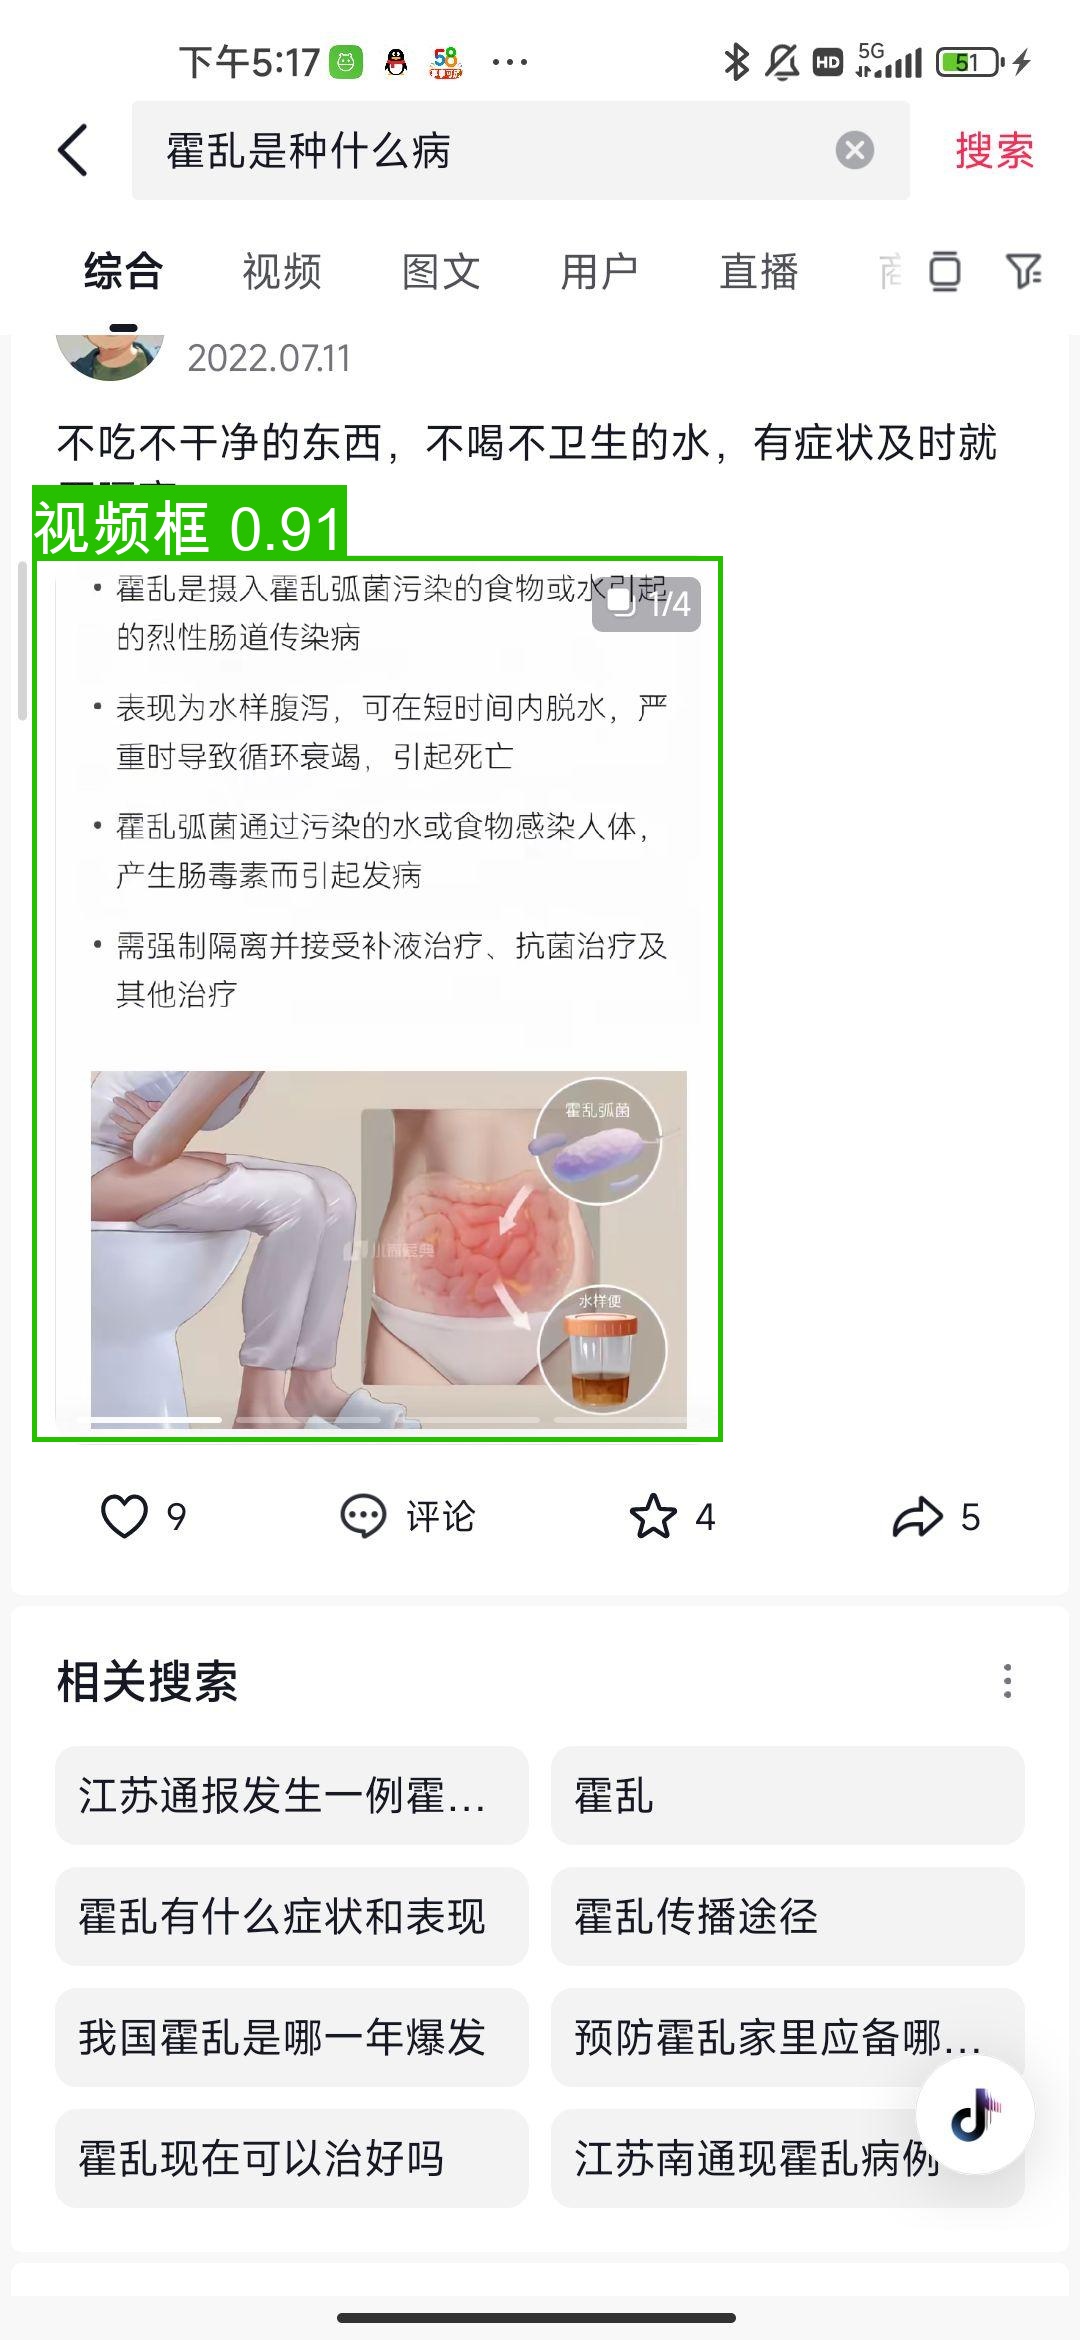 下午5:17
58
HD
5G
51
霍乱是种什么病
搜索
综合
视频
图文
用户
直播
2022.07.11
不吃不干净的东西，不喝不卫生的水，有症状及时就
视频框 0.91
1/4
• 霍乱是摄入霍乱弧菌污染的食物或水引起
的烈性肠道传染病
• 表现为水样腹泻，可在短时间内脱水，严
重时导致循环衰竭，引起死亡
• 霍乱弧菌通过污染的水或食物感染人体，
产生肠毒素而引起发病
• 需强制隔离并接受补液治疗、抗菌治疗及
其他治疗
霍乱弧菌
水样便
9
评论
4
5
相关搜索
江苏通报发生一例霍...
霍乱
霍乱有什么症状和表现
霍乱传播途径
我国霍乱是哪一年爆发
预防霍乱家里应备哪...
霍乱现在可以治好吗
江苏南通现霍乱病例